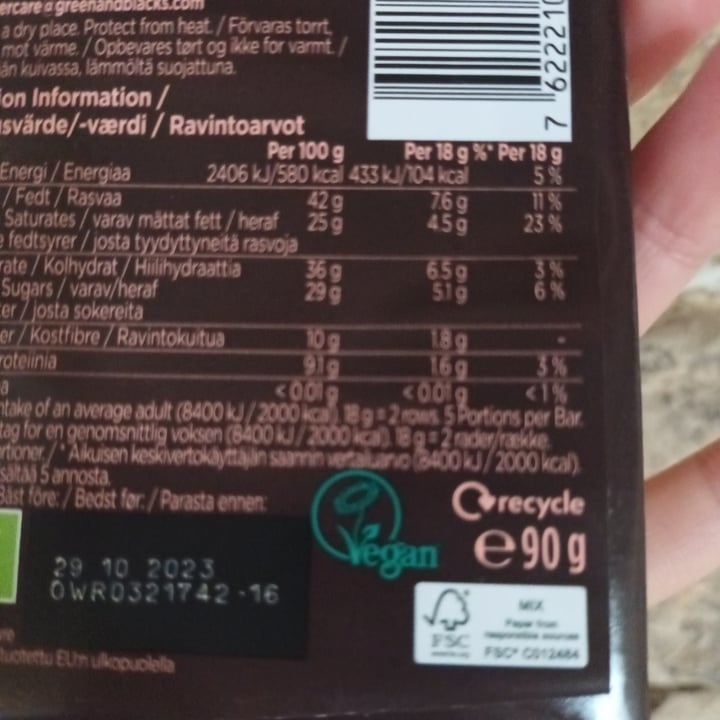 ercare@greenandblacks.com
a dry place. Protect from heat. / Förvaras torrt,
mot värme. / Opbevares tørt og ikke for varmt. /
än kuivassa, lämmöltä suojattuna.
7 622210
ion Information /
svärde/-værdi / Ravintoarvot
Per 100 g Per 18 g %* Per 18 g
Energi / Energiaa 2406 kJ/580 kcal 433 kJ/104 kcal 5 %
/ Fedt / Rasvaa 42 g 7.6 g 11 %
Saturates / varav mättat fett / heraf 25 g 4.5 g 23 %
fedtsyrer / josta tyydyttyneitä rasvoja
rate / Kolhydrat / Hiilihydraattia 36 g 6.5 g 3 %
Sugars / varav/heraf 29 g 5.1 g 6 %
er / josta sokereita
er / Kostfibre / Ravintokuitua 10 g 1.8 g -
roteiinia 9.1 g 1.6 g 3 %
a <0.01 g <0.01 g <1 %
ntake of an average adult (8400 kJ / 2000 kcal). 18 g = 2 rows. 5 Portions per Bar.
tag for en genomsnittlig voksen (8400 kJ / 2000 kcal). 18 g = 2 rader/række.
rtioner. / * Aikuisen keskivertokäyttäjän saannin vertailuarvo (8400 kJ / 2000 kcal).
sältää 5 annosta.
Bäst före: / Bedst før: / Parasta ennen:
29 10 2023
OWR0321742-16
Vegan
recycle
e 90 g
FSC
MIX
Paper from
responsible sources
FSC® C012464
tuotettu EU:n ulkopuolella